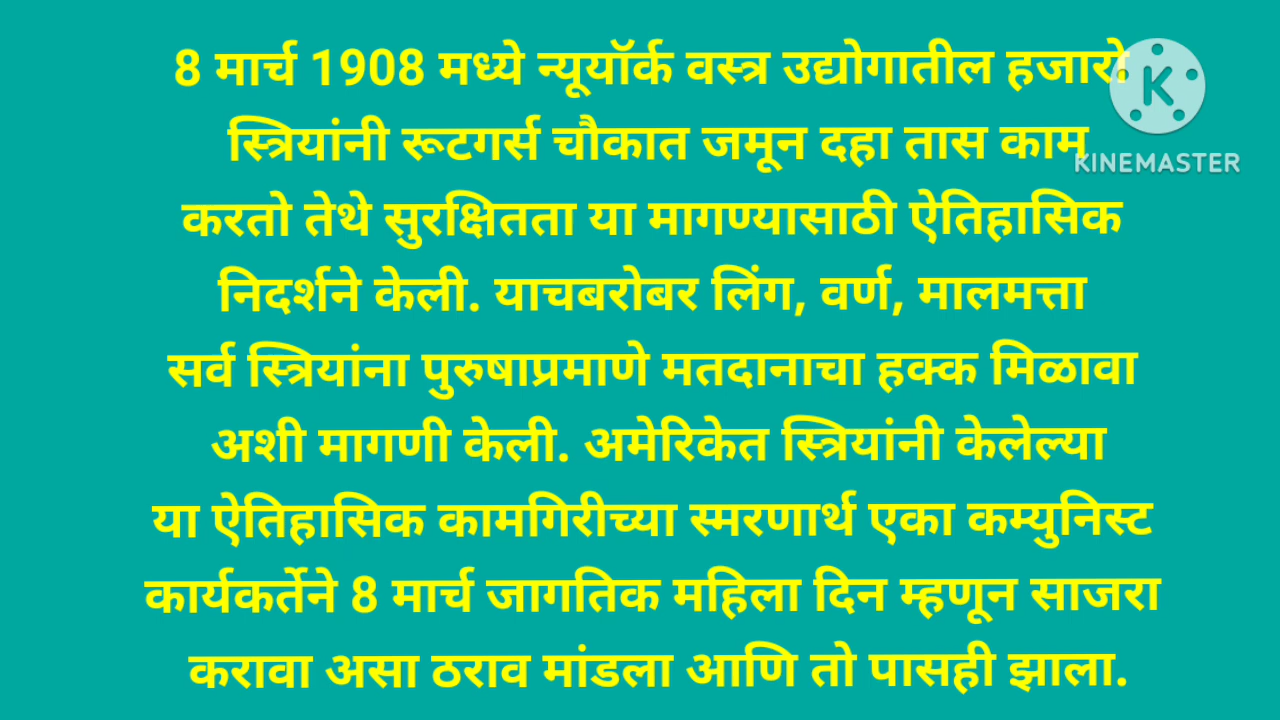 8 मार्च 1908 मध्ये न्यूयॉर्क वस्त्र उद्योगातील हजारो
स्त्रियांनी रूटगर्स चौकात जमून दहा तास काम
करतो तेथे सुरक्षितता या मागण्यासाठी ऐतिहासिक
निदर्शने केली. याचबरोबर लिंग, वर्ण, मालमत्ता
सर्व स्त्रियांना पुरुषाप्रमाणे मतदानाचा हक्क मिळावा
अशी मागणी केली. अमेरिकेत स्त्रियांनी केलेल्या
या ऐतिहासिक कामगिरीच्या स्मरणार्थ एका कम्युनिस्ट
कार्यकर्तेने 8 मार्च जागतिक महिला दिन म्हणून साजरा
करावा असा ठराव मांडला आणि तो पासही झाला.
K
KINEMASTER